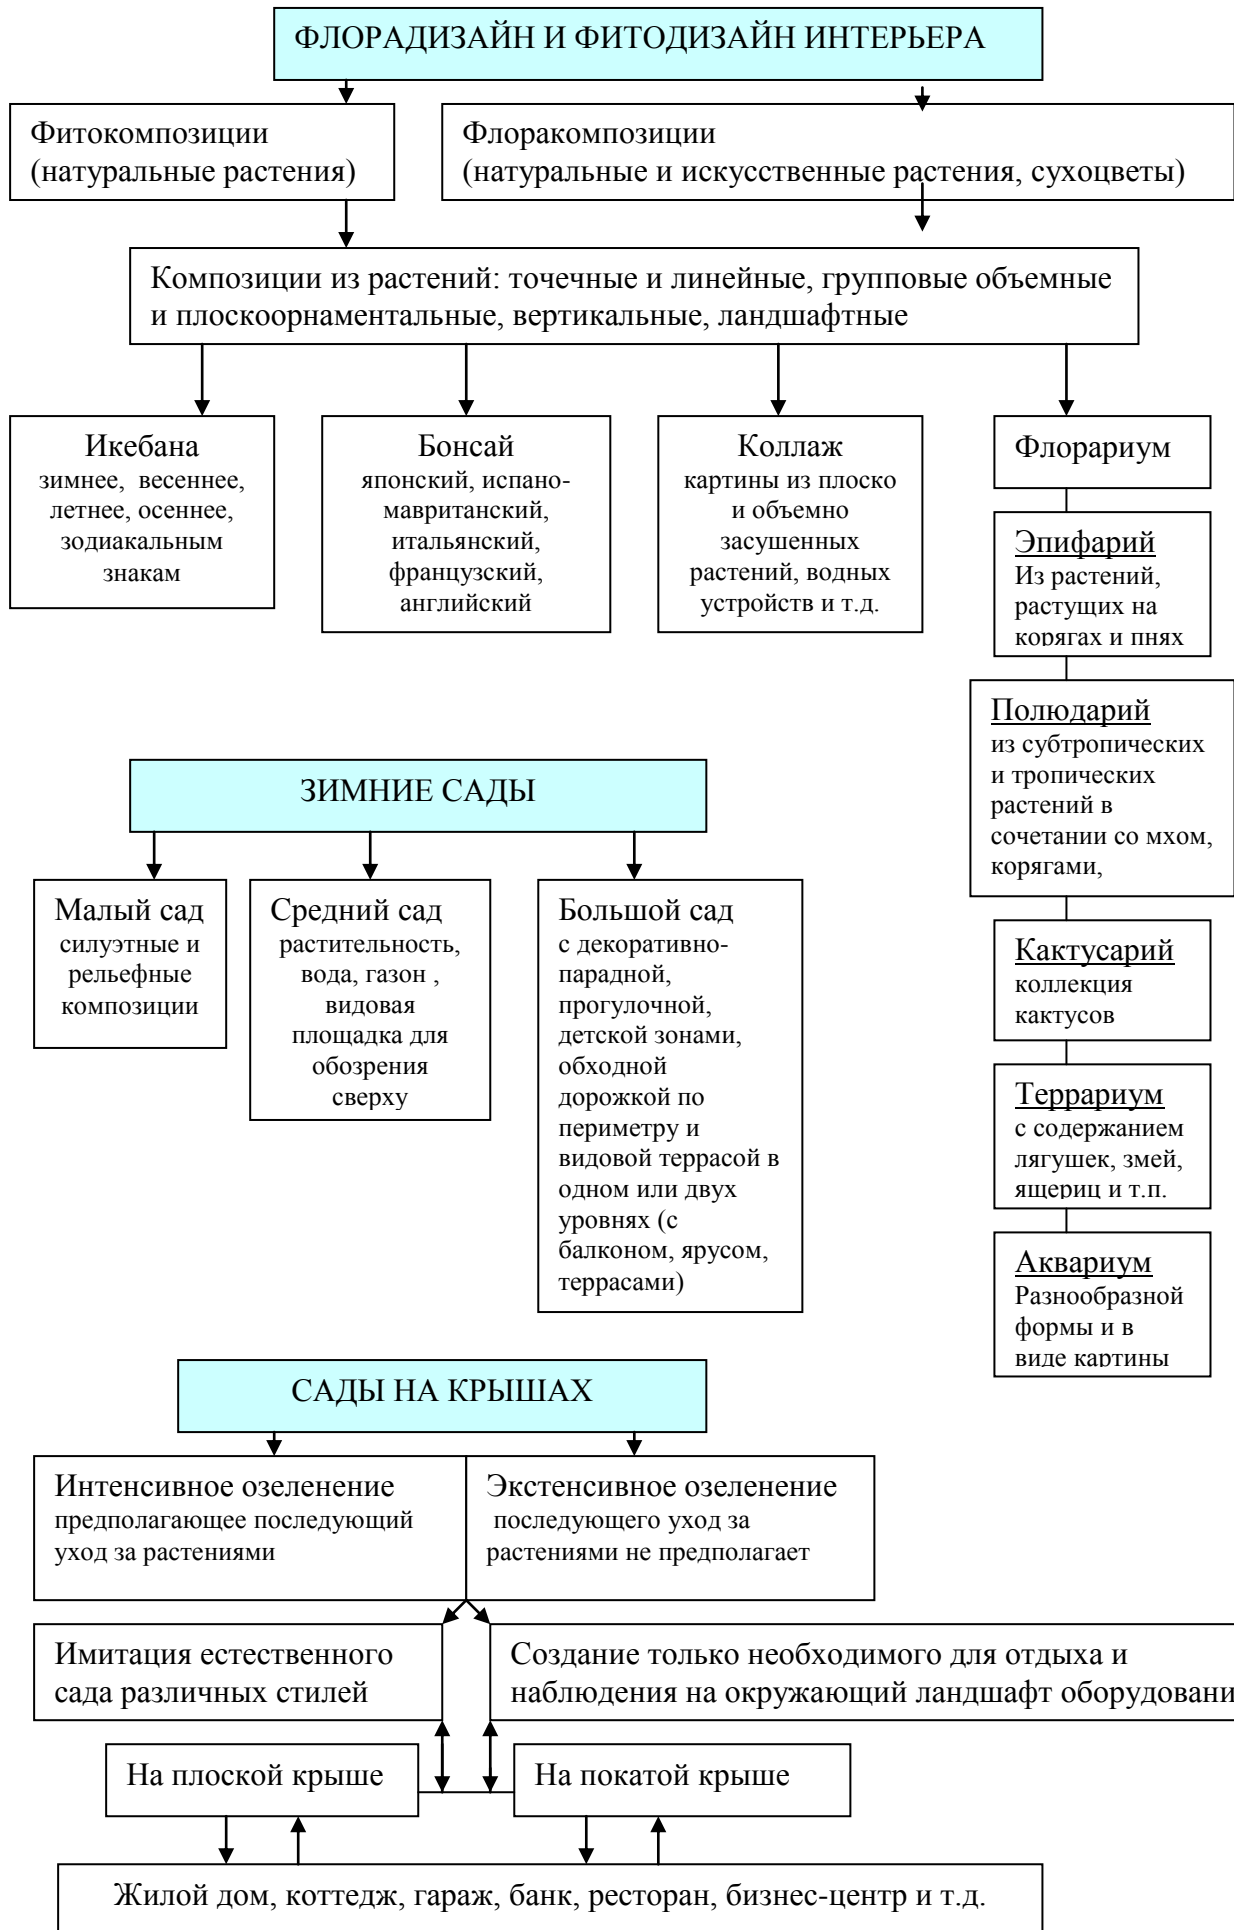 ФЛОРАДИЗАЙН И ФИТОДИЗАЙН ИНТЕРЬЕРА
Фитокомпозиции
(натуральные растения)
Флоракомпозиции
(натуральные и искусственные растения, сухоцветы)
Композиции из растений: точечные и линейные, групповые объемные
и плоскоорнаментальные, вертикальные, ландшафтные
Икебана
зимнее, весеннее,
летнее, осеннее,
зодиакальным
знакам
Бонсай
японский, испано-
мавританский,
итальянский,
французский,
английский
Коллаж
картины из плоско
и объемно
засушенных
растений, водных
устройств и т.д.
Флорариум
Эпифарий
Из растений,
растущих на
корягах и пнях
Полюдарий
из субтропических
и тропических
растений в
сочетании со мхом,
корягами,
Кактусарий
коллекция
кактусов
Террариум
с содержанием
лягушек, змей,
ящериц и т.п.
Аквариум
Разнообразной
формы и в
виде картины
ЗИМНИЕ САДЫ
Малый сад
силуэтные и
рельефные
композиции
Средний сад
растительность,
вода, газон ,
видовая
площадка для
обозрения
сверху
Большой сад
с декоративно-
парадной,
прогулочной,
детской зонами,
обходной
дорожкой по
периметру и
видовой террасой в
одном или двух
уровнях (с
балконом, ярусом,
террасами)
САДЫ НА КРЫШАХ
Интенсивное озеленение
предполагающее последующий
уход за растениями
Экстенсивное озеленение
последующего уход за
растениями не предполагает
Имитация естественного
сада различных стилей
Создание только необходимого для отдыха и
наблюдения на окружающий ландшафт оборудовани
На плоской крыше
На покатой крыше
Жилой дом, коттедж, гараж, банк, ресторан, бизнес-центр и т.д.